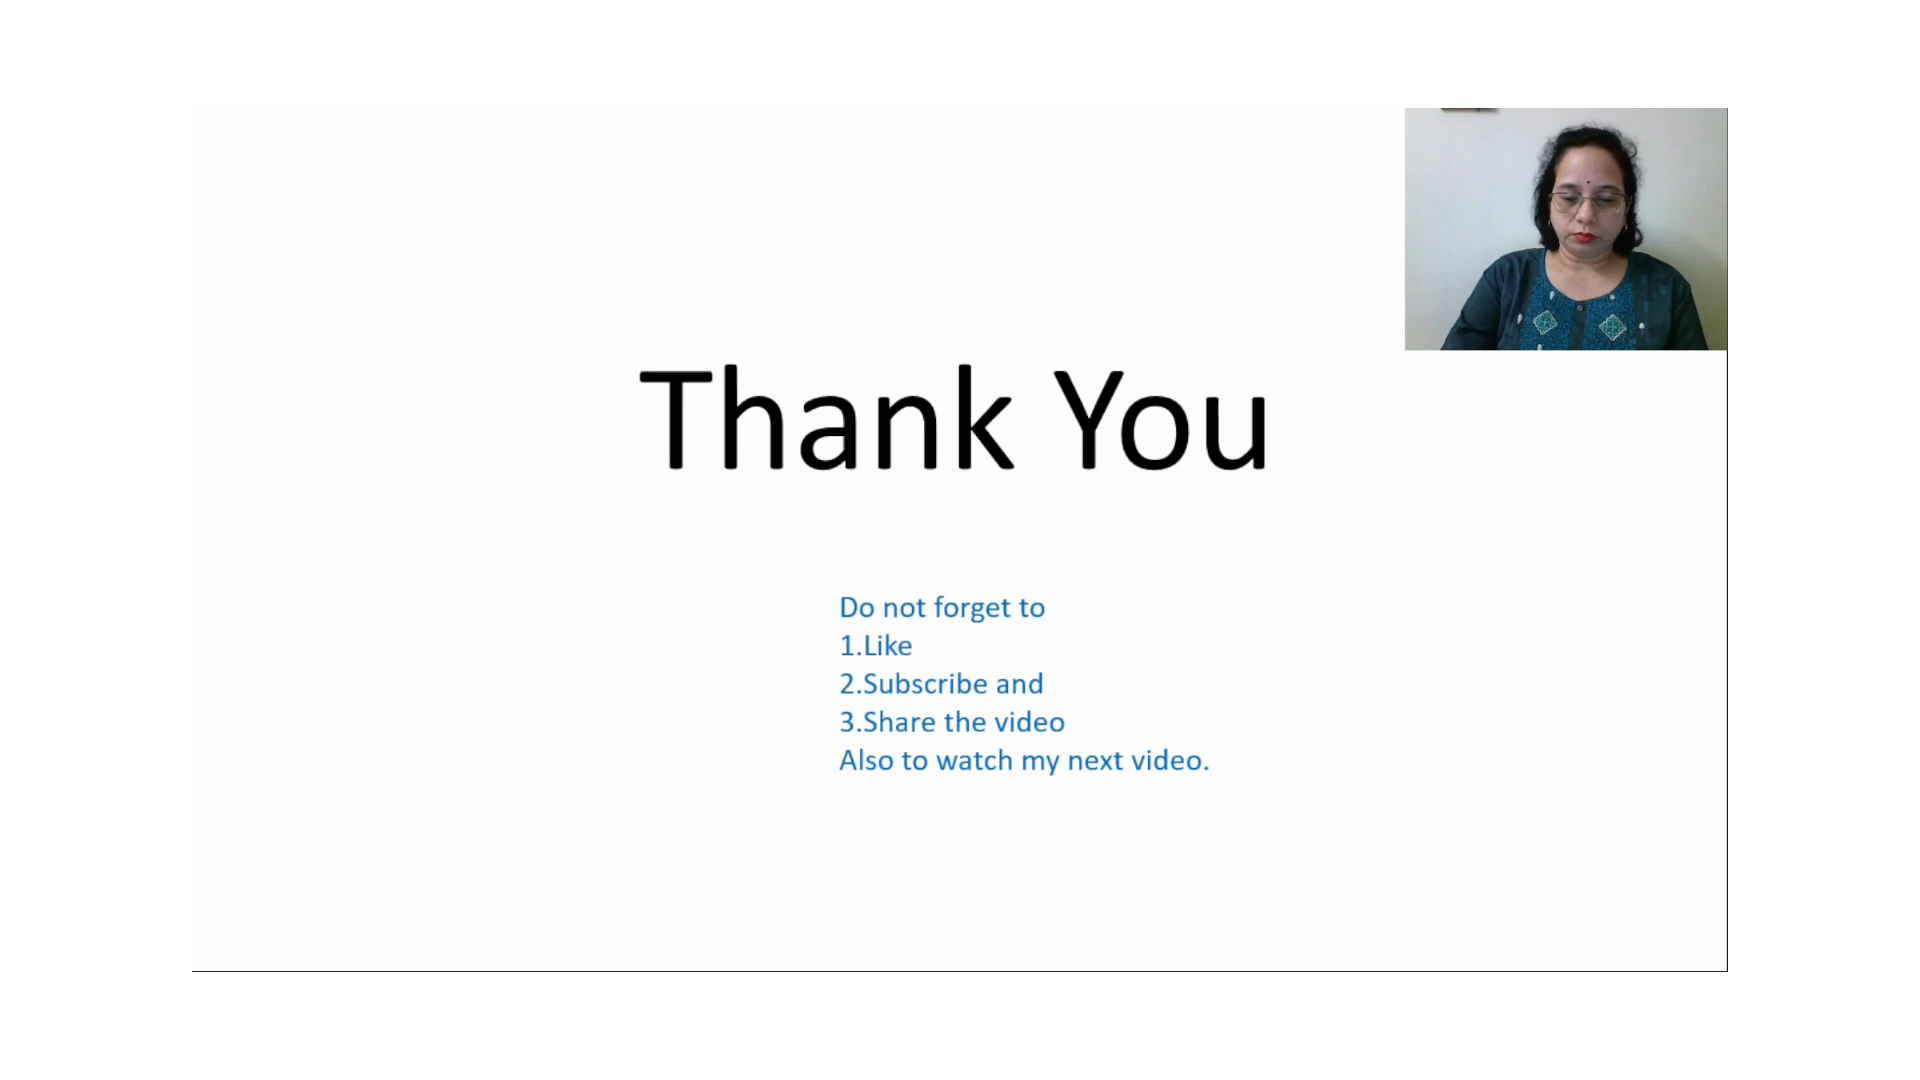 Thank You
Do not forget to
1.Like
2.Subscribe and
3.Share the video
Also to watch my next video.